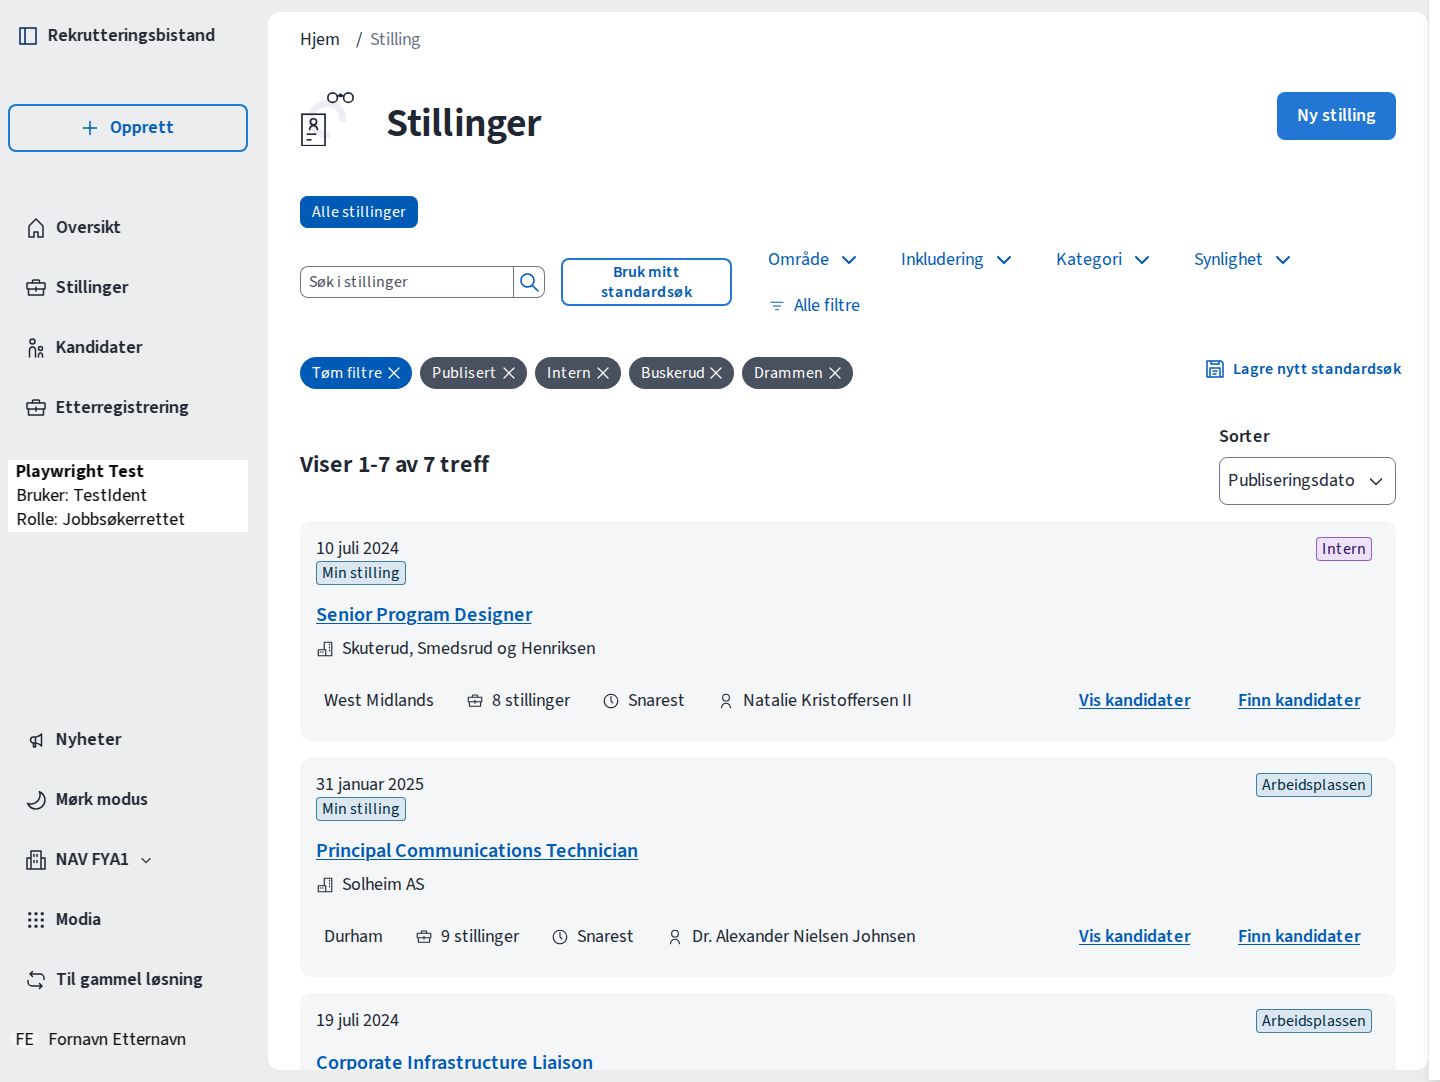 Rekrutteringsbistand
Opprett
Oversikt
Stillinger
Kandidater
Etterregistrering
Playwright Test
Bruker: TestIdent
Rolle: Jobbsøkerrettet
Nyheter
Mørk modus
NAV FYA1
Modia
Til gammel løsning
FE Fornavn Etternavn
Hjem / Stilling
Stillinger
Ny stilling
Alle stillinger
Søk i stillinger
Bruk mitt
standardsøk
Område Inkludering Kategori Synlighet
Alle filtre
Tøm filtre Publisert Intern Buskerud Drammen
Lagre nytt standardsøk
Viser 1-7 av 7 treff
Sorter
Publiseringsdato
10 juli 2024
Intern
Min stilling
Senior Program Designer
Skuterud, Smedsrud og Henriksen
West Midlands 8 stillinger Snarest Natalie Kristoffersen II Vis kandidater Finn kandidater
31 januar 2025
Arbeidsplassen
Min stilling
Principal Communications Technician
Solheim AS
Durham 9 stillinger Snarest Dr. Alexander Nielsen Johnsen Vis kandidater Finn kandidater
19 juli 2024
Arbeidsplassen
Corporate Infrastructure Liaison